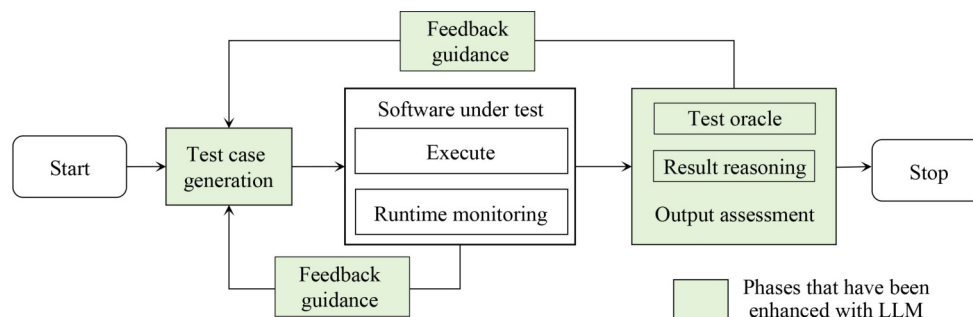 Feedback
guidance
Software under test
Test oracle
Start
Test case
generation
Execute
Result reasoning
Stop
Runtime monitoring
Output assessment
Feedback
guidance
Phases that have been
enhanced with LLM